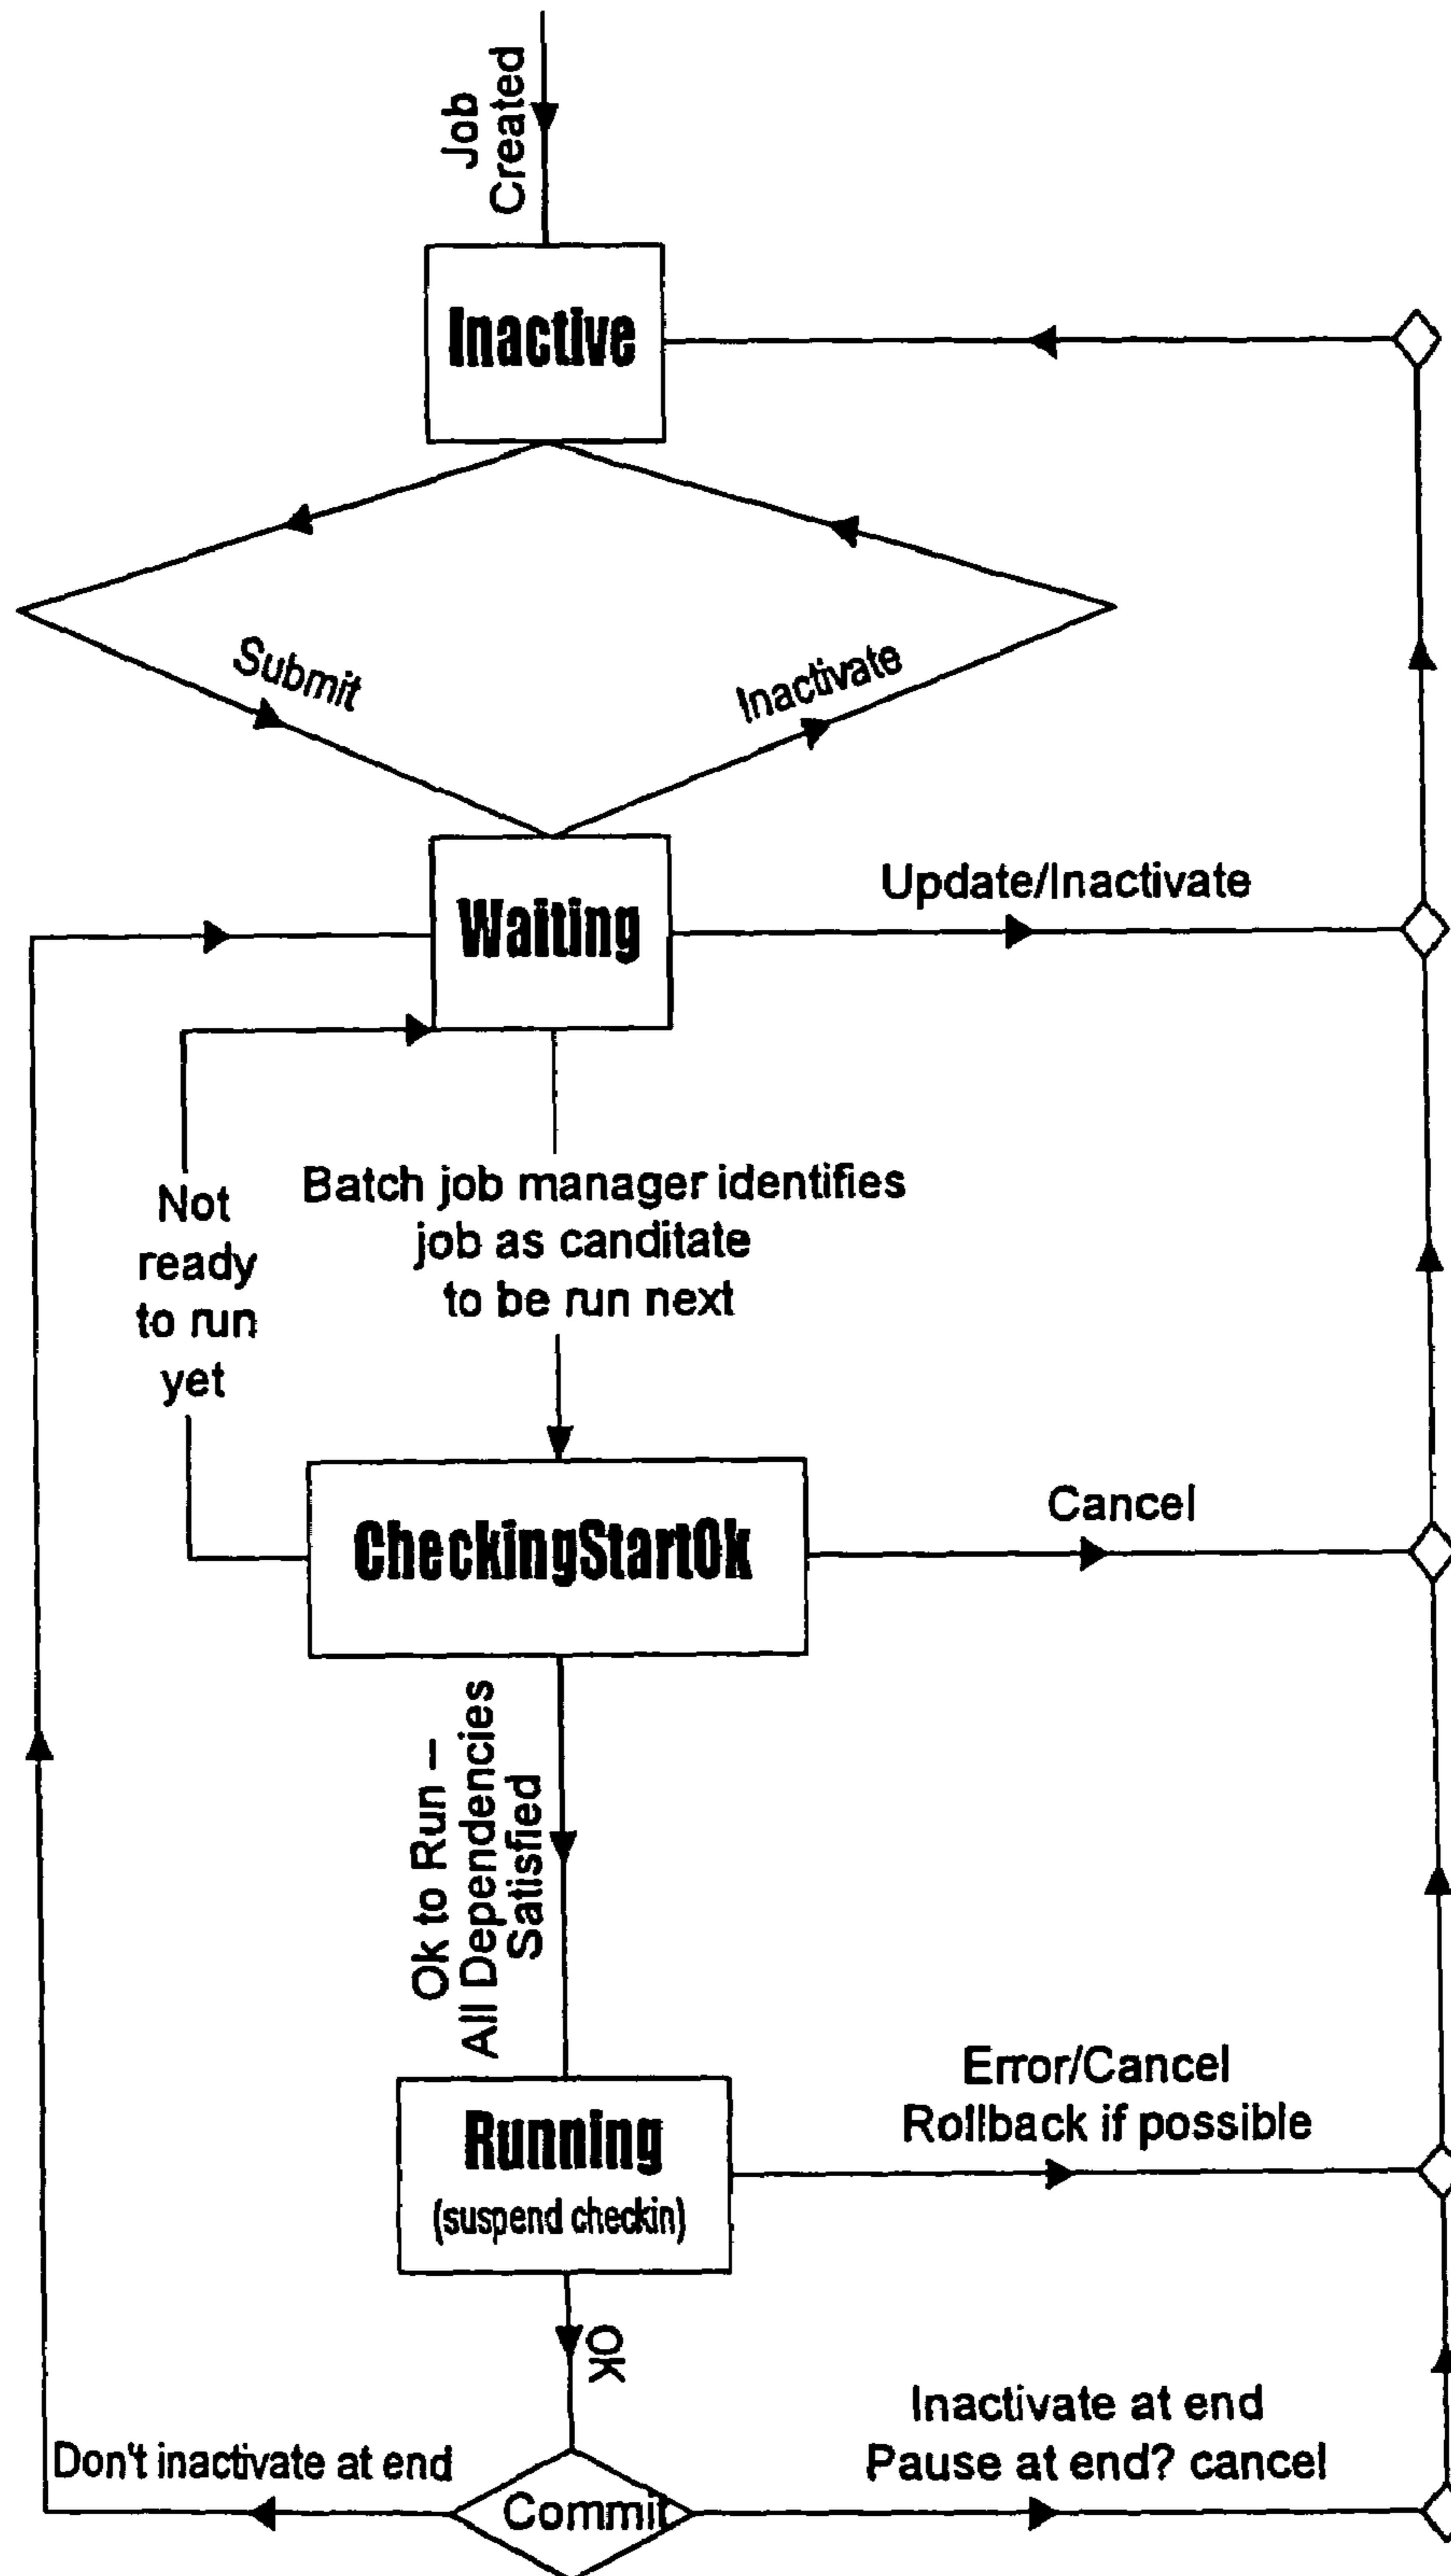 Job
Created
Inactive
Submit
Inactivate
Waiting
Update/Inactivate
Not
ready
to run
yet
Batch job manager identifies
job as canditate
to be run next
CheckingStartOk
Cancel
Ok to Run –
All Dependencies
Satisfied
Running
(suspend checkin)
Error/Cancel
Rollback if possible
OK
Don't inactivate at end
Commit
Inactivate at end
Pause at end? cancel